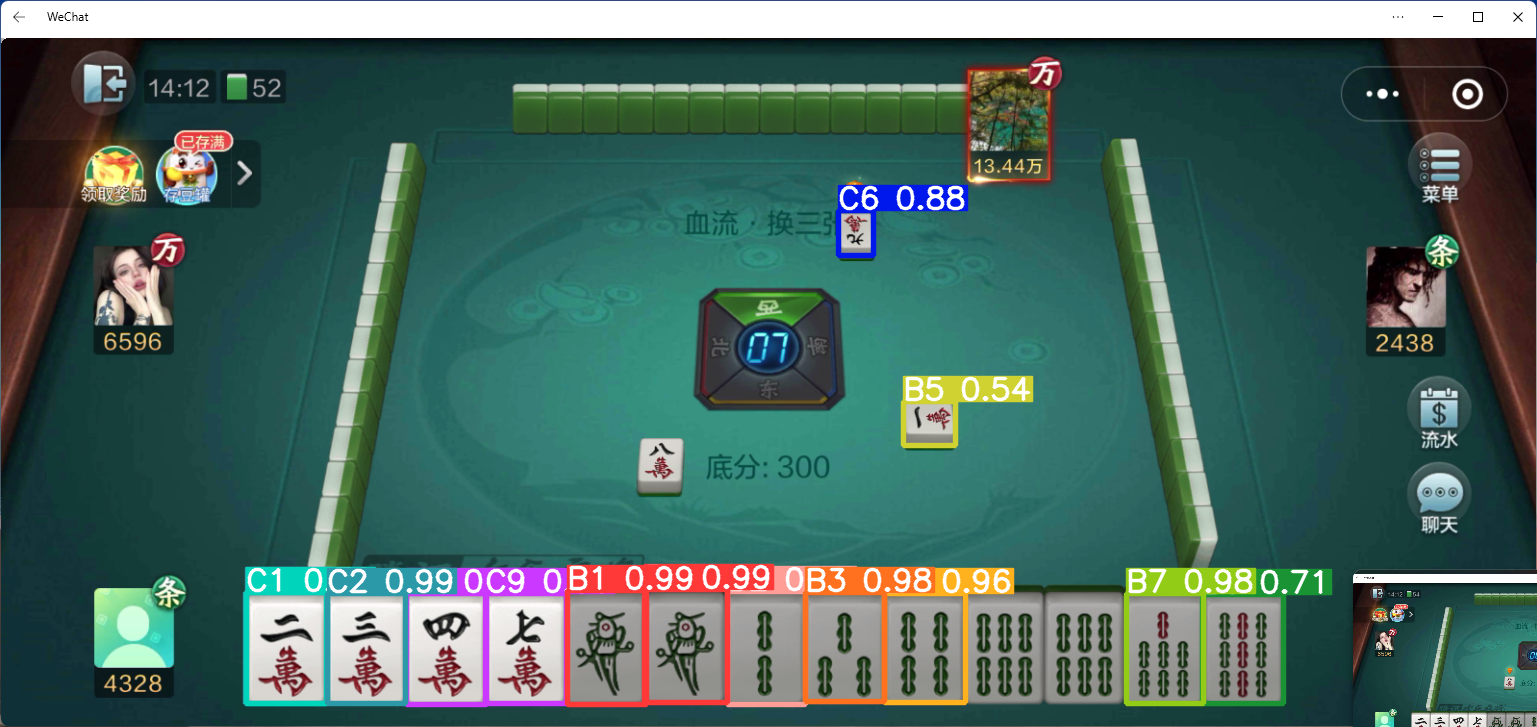 WeChat
14:12
52
万
13.44万
已存满
领取奖励
存豆罐
菜单
C6 0.88
九萬
血流·换三张
万
6596
条
2438
07
北
东
B5 0.54
一萬
流水
八萬
底分: 300
聊天
条
4328
C1 0
C2 0.99
0
C9 0
B1 0.99
0.99
0
B3 0.98
0.96
B7 0.98
0.71
二萬
三萬
四萬
七萬